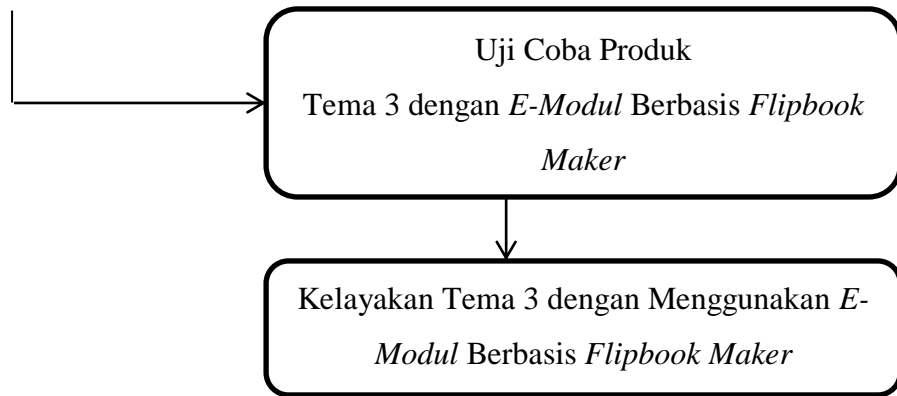 Uji Coba Produk
Tema 3 dengan E-Modul Berbasis Flipbook
Maker
Kelayakan Tema 3 dengan Menggunakan E-
Modul Berbasis Flipbook Maker